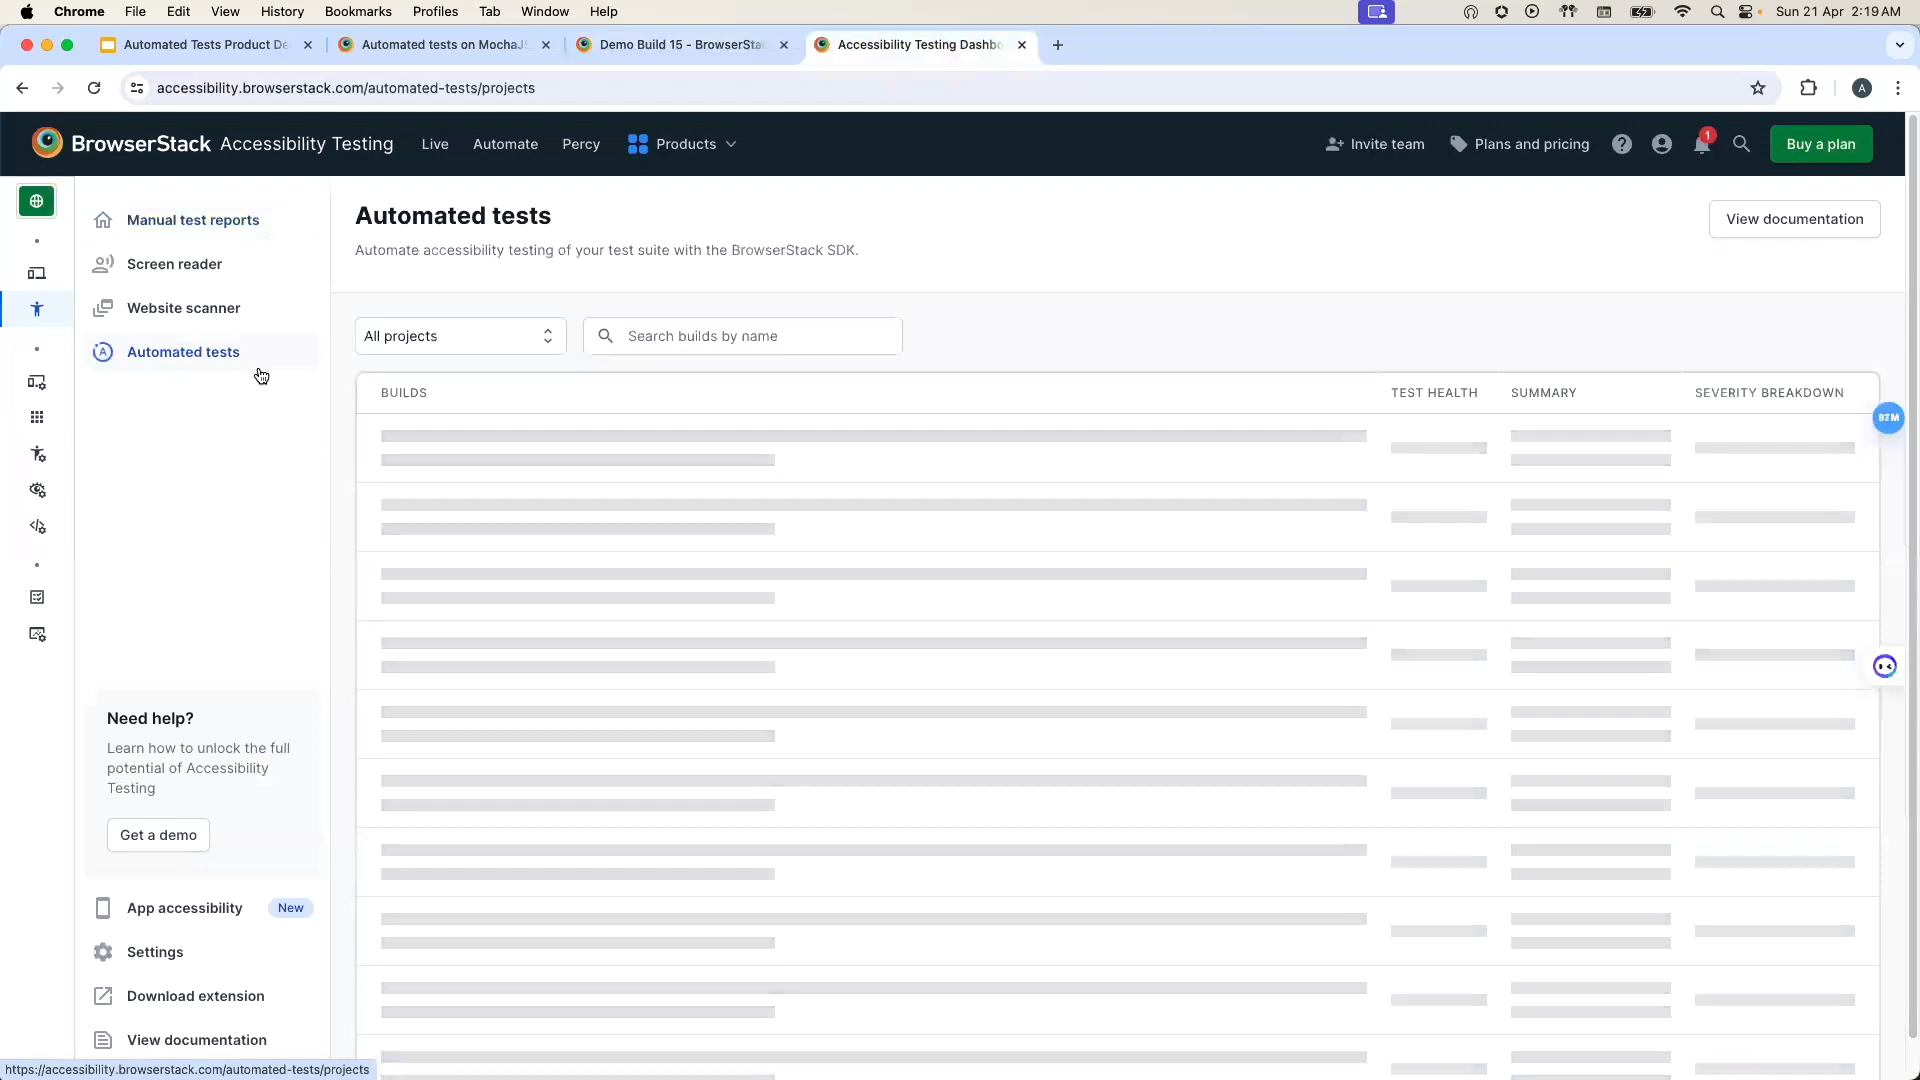 Chrome File Edit View History Bookmarks Profiles Tab Window Help Sun 21 Apr 2:19 AM
Automated Tests Product De Automated tests on MochaJS Demo Build 15 - BrowserSta Accessibility Testing Dashbo
accessibility.browserstack.com/automated-tests/projects A
BrowserStack Accessibility Testing Live Automate Percy Products Invite team Plans and pricing 1 Buy a plan
Manual test reports
Screen reader
Website scanner
A Automated tests
Need help?
Learn how to unlock the full
potential of Accessibility
Testing
Get a demo
App accessibility New
Settings
Download extension
View documentation
Automated tests
View documentation
Automate accessibility testing of your test suite with the BrowserStack SDK.
All projects Search builds by name
BUILDS TEST HEALTH SUMMARY SEVERITY BREAKDOWN
https://accessibility.browserstack.com/automated-tests/projects